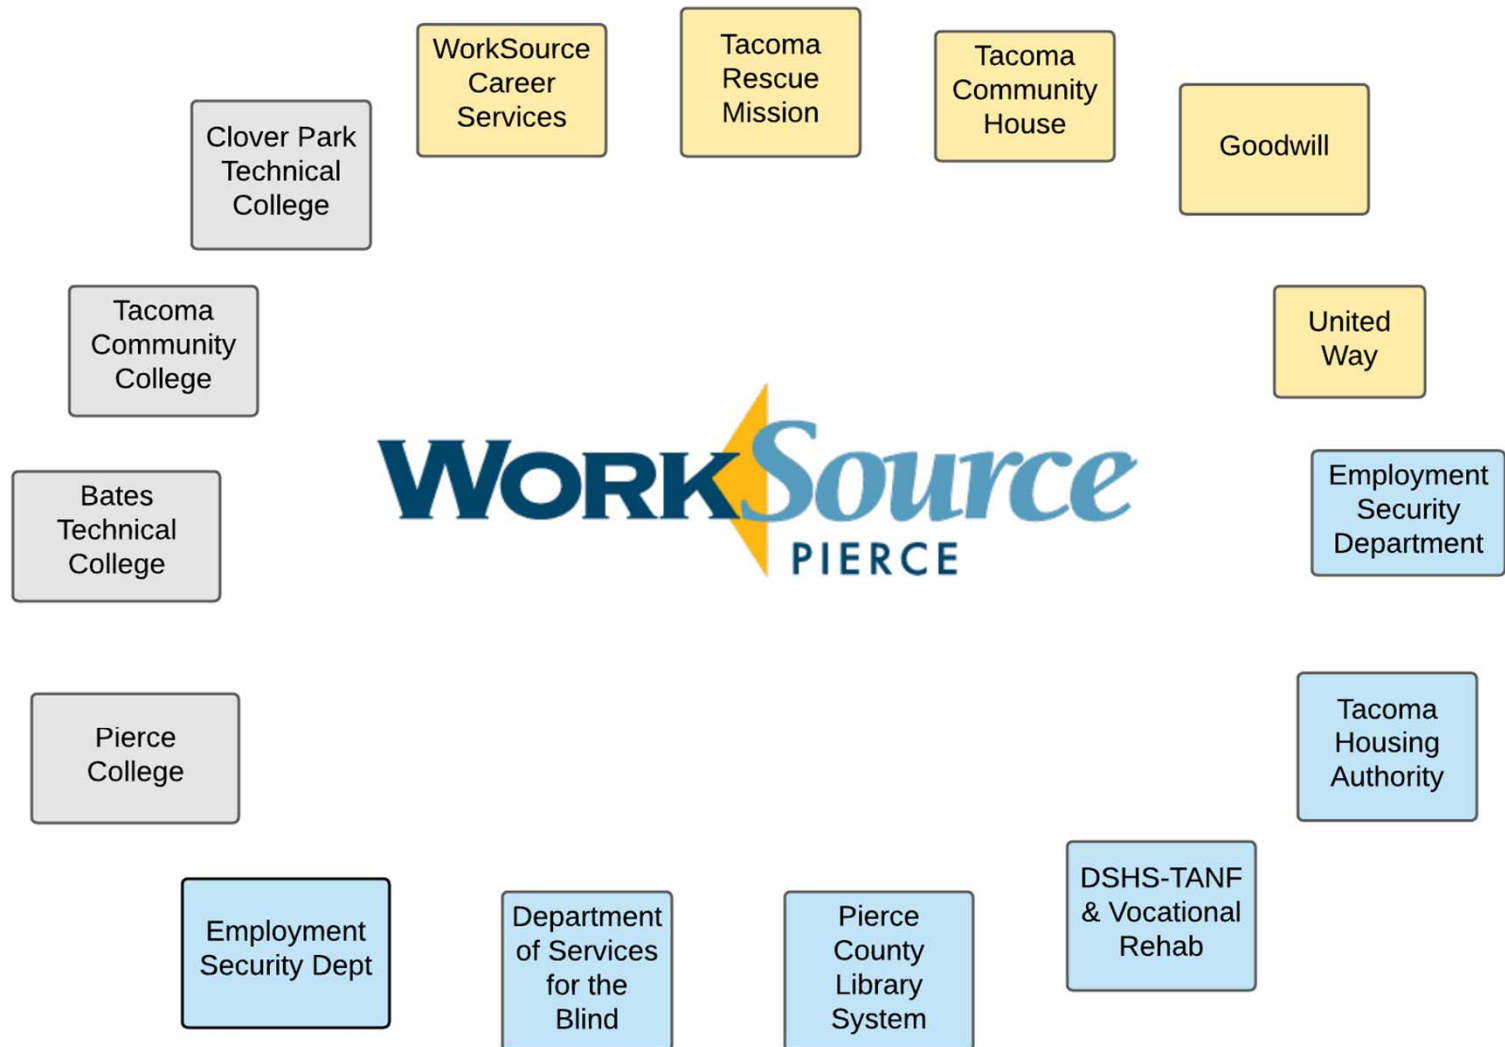 WorkSource
Career
Services
Tacoma
Rescue
Mission
Tacoma
Community
House
Goodwill
United
Way
Employment
Security
Department
Tacoma
Housing
Authority
DSHS-TANF
& Vocational
Rehab
Pierce
County
Library
System
Department
of Services
for the
Blind
Employment
Security Dept
Pierce
College
Bates
Technical
College
Tacoma
Community
College
Clover Park
Technical
College
WORKSource
PIERCE